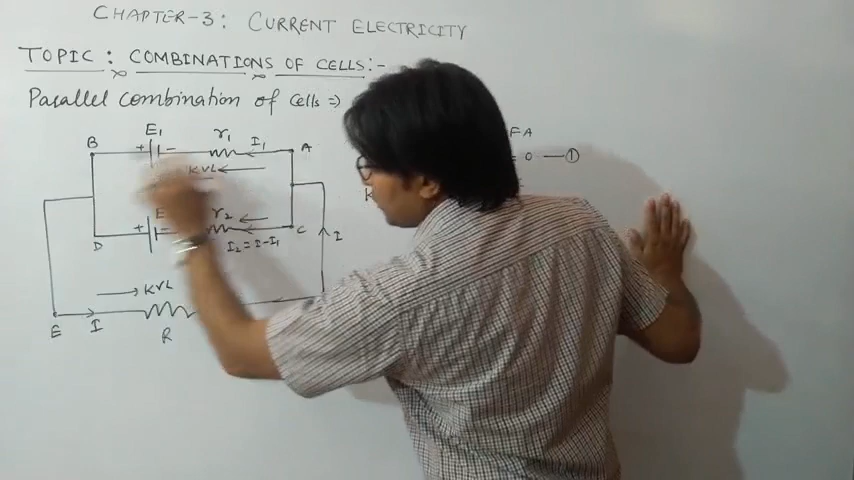 CHAPTER-3: CURRENT ELECTRICITY
TOPIC: COMBINATIONS OF CELLS:-
Parallel combination of cells ⇒
E1 r1 I1 FA
B + - A = 0 — ①
KVL ← K
E r2 ←
D + - I2 = I-I1 C I
→ KVL
E I R